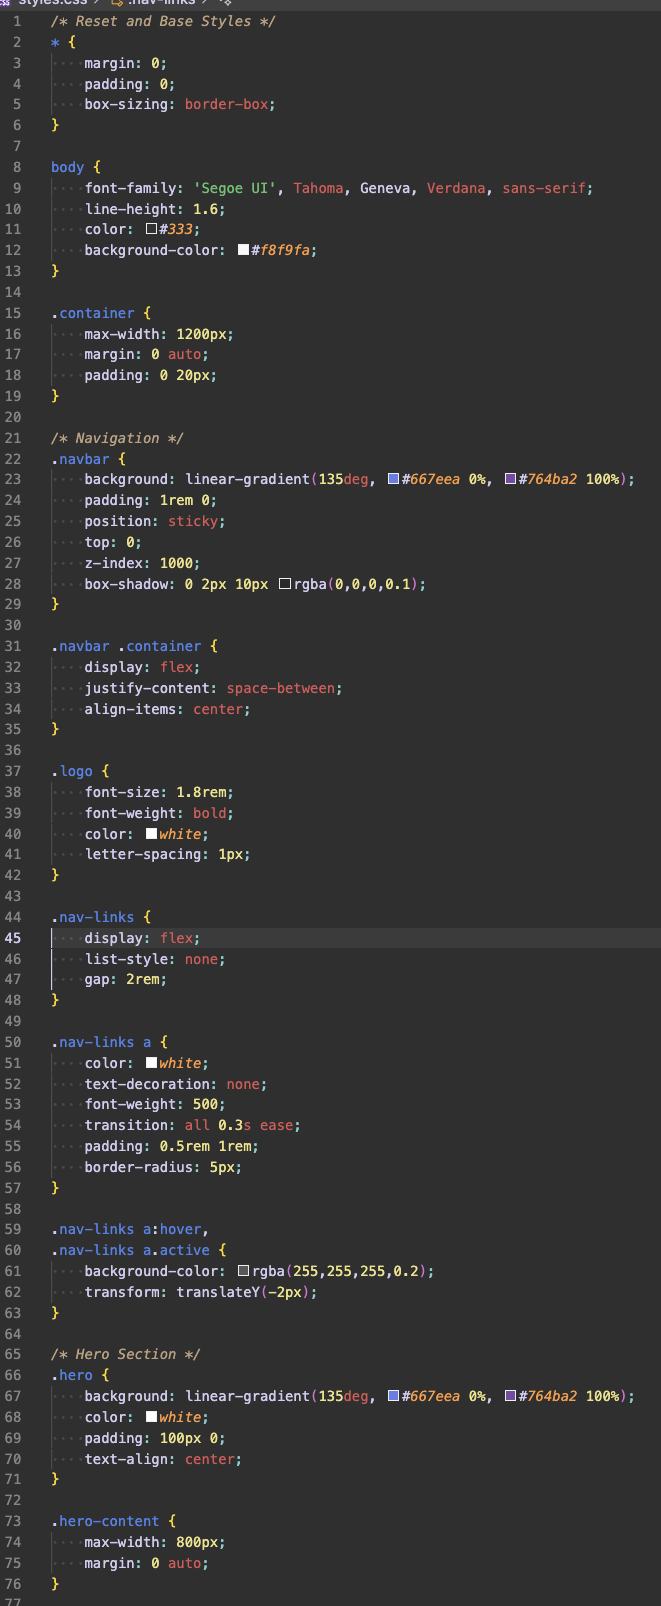 styles.css > .nav-links >
1 /* Reset and Base Styles */
2 * {
3 margin: 0;
4 padding: 0;
5 box-sizing: border-box;
6 }
7
8 body {
9 font-family: 'Segoe UI', Tahoma, Geneva, Verdana, sans-serif;
10 line-height: 1.6;
11 color: #333;
12 background-color: #f8f9fa;
13 }
14
15 .container {
16 max-width: 1200px;
17 margin: 0 auto;
18 padding: 0 20px;
19 }
20
21 /* Navigation */
22 .navbar {
23 background: linear-gradient(135deg, #667eea 0%, #764ba2 100%);
24 padding: 1rem 0;
25 position: sticky;
26 top: 0;
27 z-index: 1000;
28 box-shadow: 0 2px 10px rgba(0,0,0,0.1);
29 }
30
31 .navbar .container {
32 display: flex;
33 justify-content: space-between;
34 align-items: center;
35 }
36
37 .logo {
38 font-size: 1.8rem;
39 font-weight: bold;
40 color: white;
41 letter-spacing: 1px;
42 }
43
44 .nav-links {
45 display: flex;
46 list-style: none;
47 gap: 2rem;
48 }
49
50 .nav-links a {
51 color: white;
52 text-decoration: none;
53 font-weight: 500;
54 transition: all 0.3s ease;
55 padding: 0.5rem 1rem;
56 border-radius: 5px;
57 }
58
59 .nav-links a:hover,
60 .nav-links a.active {
61 background-color: rgba(255,255,255,0.2);
62 transform: translateY(-2px);
63 }
64
65 /* Hero Section */
66 .hero {
67 background: linear-gradient(135deg, #667eea 0%, #764ba2 100%);
68 color: white;
69 padding: 100px 0;
70 text-align: center;
71 }
72
73 .hero-content {
74 max-width: 800px;
75 margin: 0 auto;
76 }
77